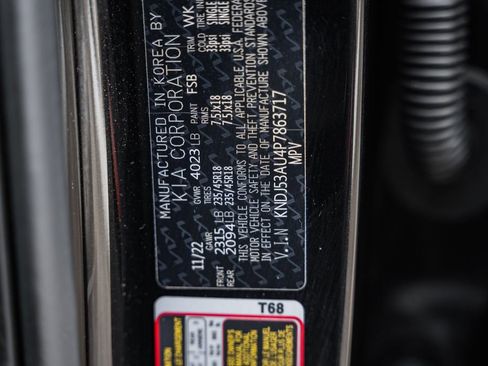 MANUFACTURED IN KOREA BY
KIA CORPORATION
11/22 GVWR 4023 LB PAINT FSB TRIM WK
GAWR TIRES RIMS COLD TIRE IN
FRONT 2315 LB 235/45R18 7.5Jx18 33psi SINGLE
REAR 2094 LB 235/45R18 7.5Jx18 33psi SINGLE
THIS VEHICLE CONFORMS TO ALL APPLICABLE U.S.A. FEDERAL
MOTOR VEHICLE SAFETY AND THEFT PREVENTION STANDARDS
IN EFFECT ON THE DATE OF MANUFACTURE SHOWN ABOVE
V.I.N KNDJ53AU4P7863717
MPV
T68